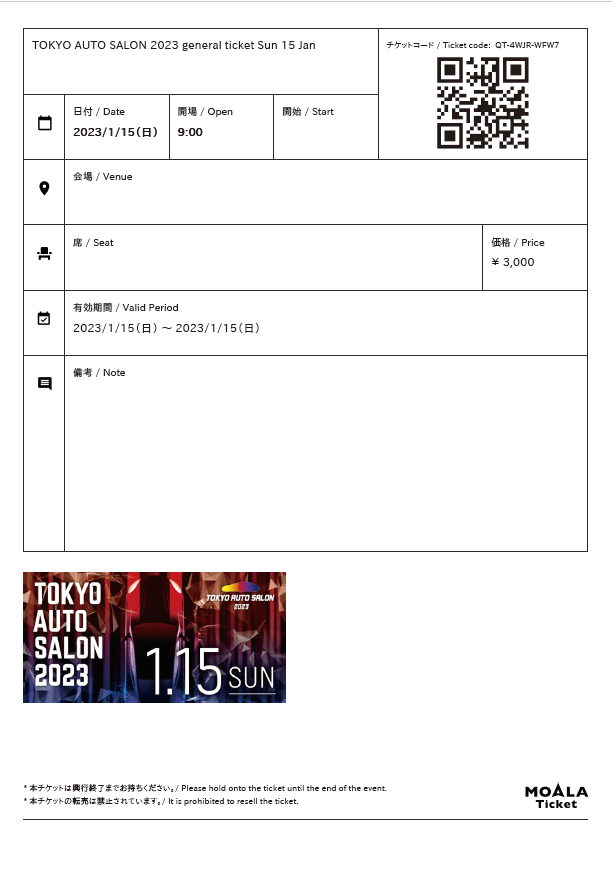 TOKYO AUTO SALON 2023 general ticket Sun 15 Jan
チケットコード / Ticket code: QT-4WJR-WFW7
日付 / Date
2023/1/15(日)
開場 / Open
9:00
開始 / Start
会場 / Venue
席 / Seat
価格 / Price
¥ 3,000
有効期間 / Valid Period
2023/1/15(日) ～ 2023/1/15(日)
備考 / Note
TOKYO
AUTO
SALON
2023
TOKYO AUTO SALON
2023
1.15 SUN
* 本チケットは興行終了までお持ちください。/ Please hold onto the ticket until the end of the event.
* 本チケットの転売は禁止されています。/ It is prohibited to resell the ticket.
MOALA
Ticket